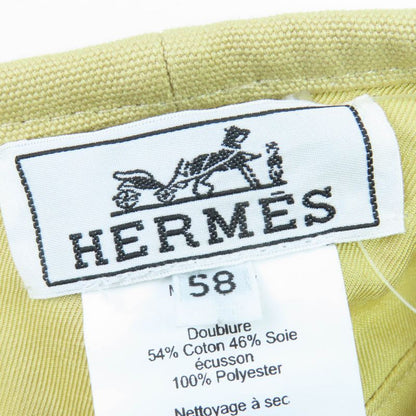 HERMÈS
58
Doublure
54% Coton 46% Soie
écusson
100% Polyester
Nettoyage à sec